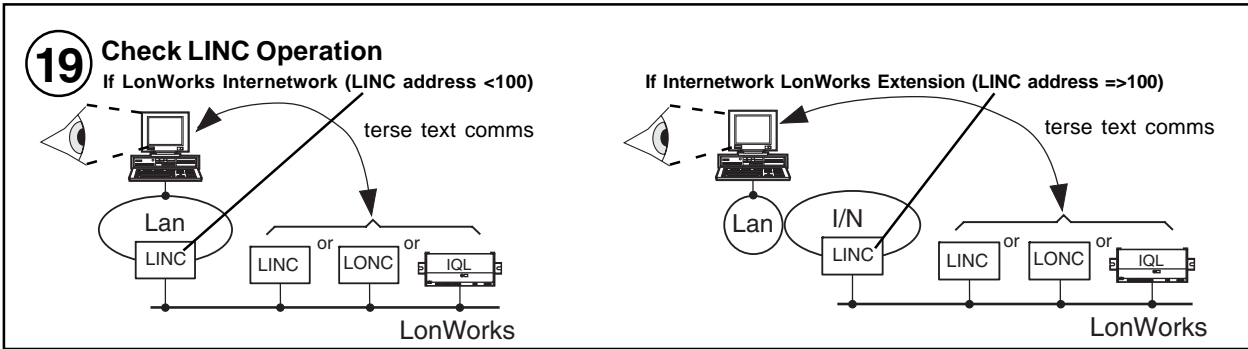 19
Check LINC Operation
If LonWorks Internetwork (LINC address <100)
terse text comms
Lan
LINC
LINC
or
LONC
or
IQL
LonWorks
If Internetwork LonWorks Extension (LINC address =>100)
terse text comms
Lan
I/N
LINC
LINC
or
LONC
or
IQL
LonWorks